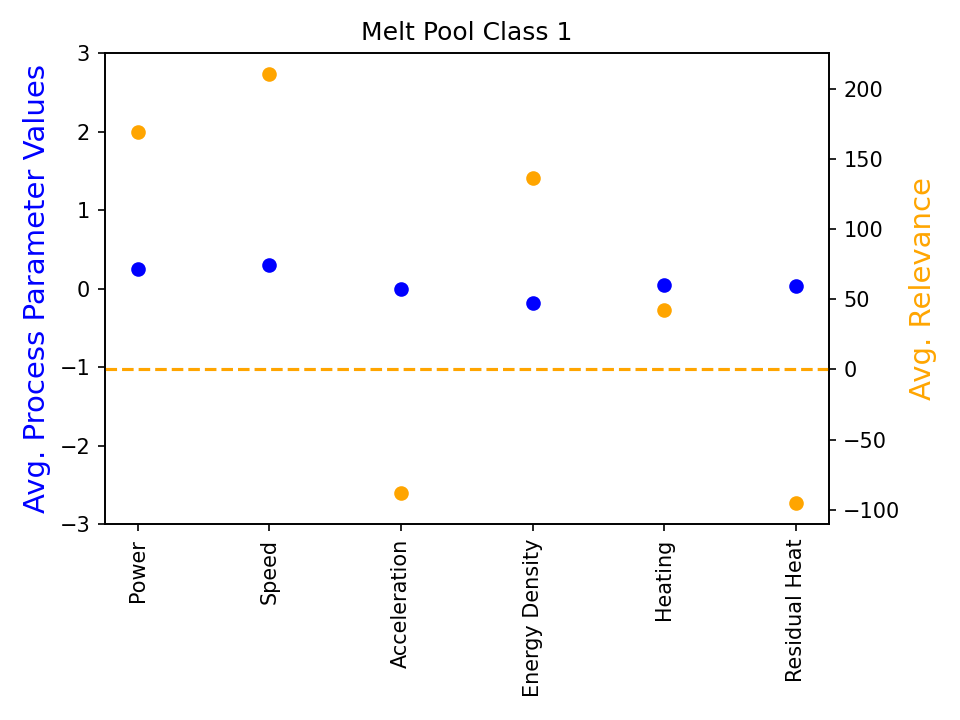 Melt Pool Class 1
Avg. Process Parameter Values
3
2
1
0
−1
−2
−3
200
150
100
50
0
−50
−100
Avg. Relevance
Power
Speed
Acceleration
Energy Density
Heating
Residual Heat